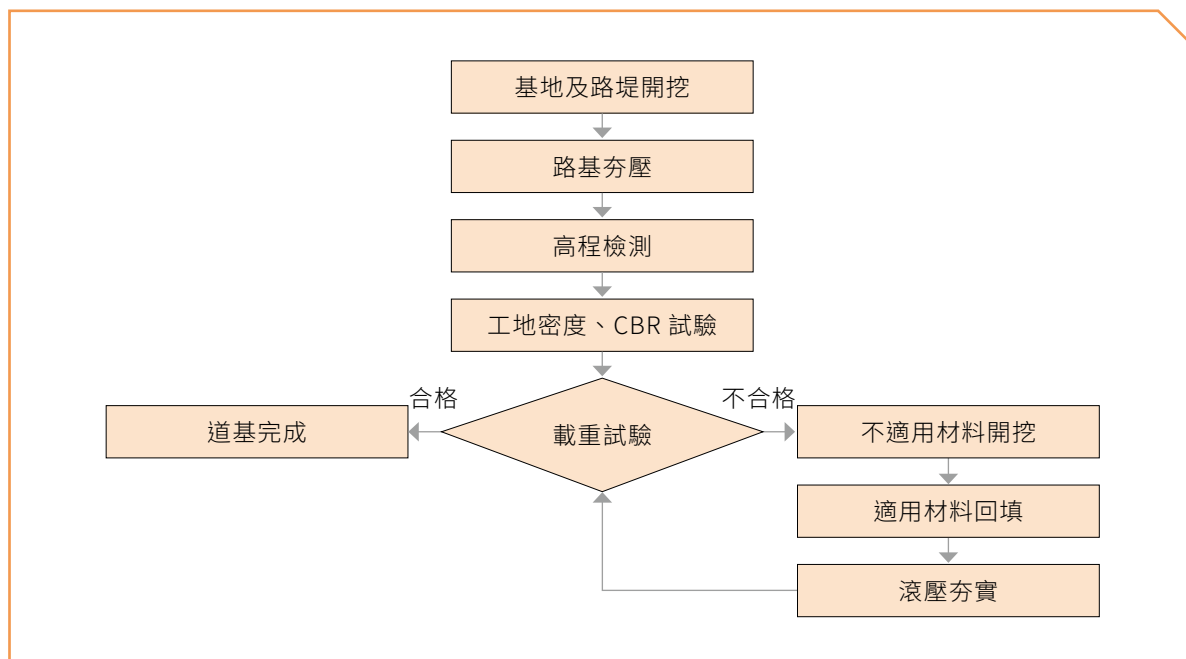 基地及路堤開挖
路基夯壓
高程檢測
工地密度、CBR 試驗
合格
不合格
道基完成
載重試驗
不適用材料開挖
適用材料回填
滾壓夯實